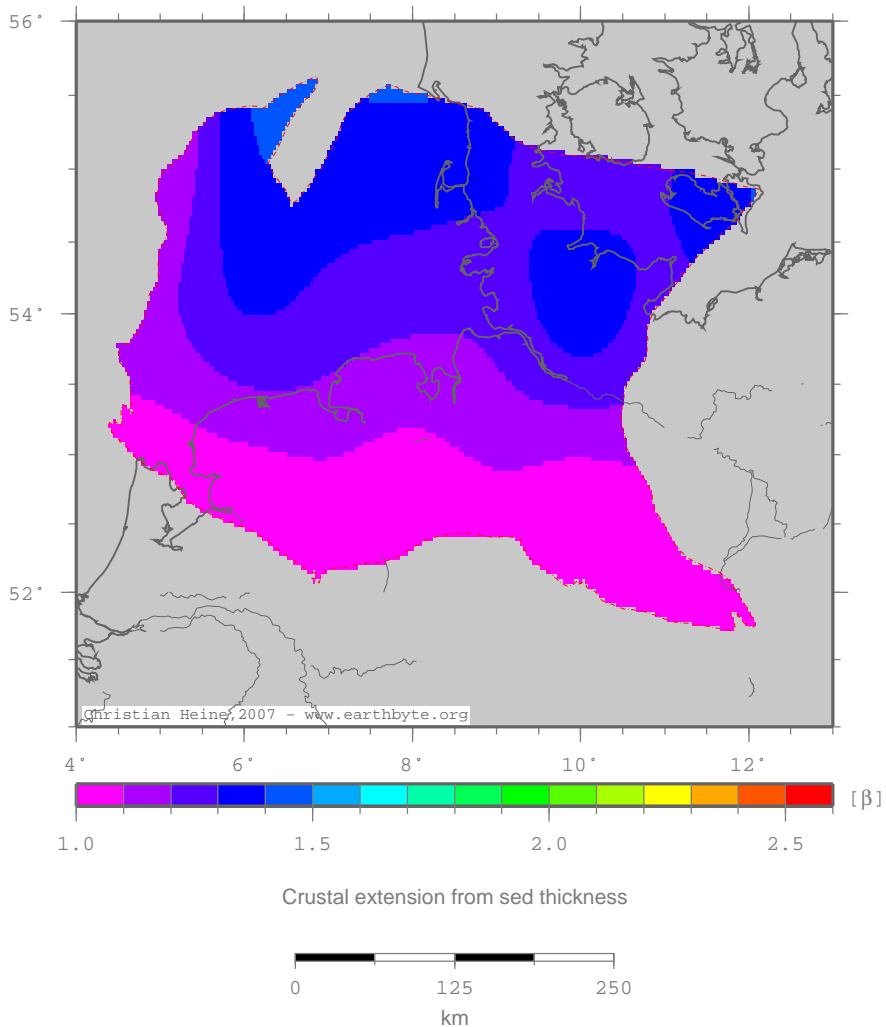 56°
54°
52°
Christian Heine,2007 - www.earthbyte.org
4° 6° 8° 10° 12°
[β]
1.0 1.5 2.0 2.5
Crustal extension from sed thickness
0 125 250
km